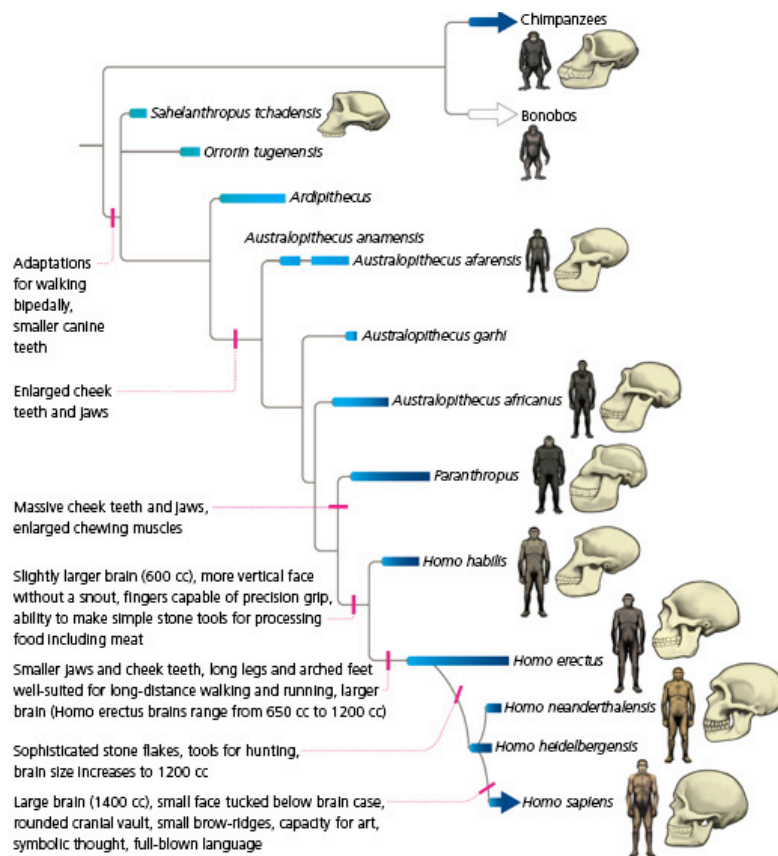 Chimpanzees
Sahelanthropus tchadensis
Bonobos
Orrorin tugenensis
Ardipithecus
Australopithecus anamensis
Australopithecus afarensis
Adaptations
for walking
bipedally,
smaller canine
teeth
Australopithecus garhi
Enlarged cheek
teeth and jaws
Australopithecus africanus
Paranthropus
Massive cheek teeth and jaws,
enlarged chewing muscles
Homo habilis
Slightly larger brain (600 cc), more vertical face
without a snout, fingers capable of precision grip,
ability to make simple stone tools for processing
food including meat
Homo erectus
Smaller jaws and cheek teeth, long legs and arched feet
well-suited for long-distance walking and running, larger
brain (Homo erectus brains range from 650 cc to 1200 cc)
Homo neanderthalensis
Homo heidelbergensis
Sophisticated stone flakes, tools for hunting,
brain size increases to 1200 cc
Homo sapiens
Large brain (1400 cc), small face tucked below brain case,
rounded cranial vault, small brow-ridges, capacity for art,
symbolic thought, full-blown language